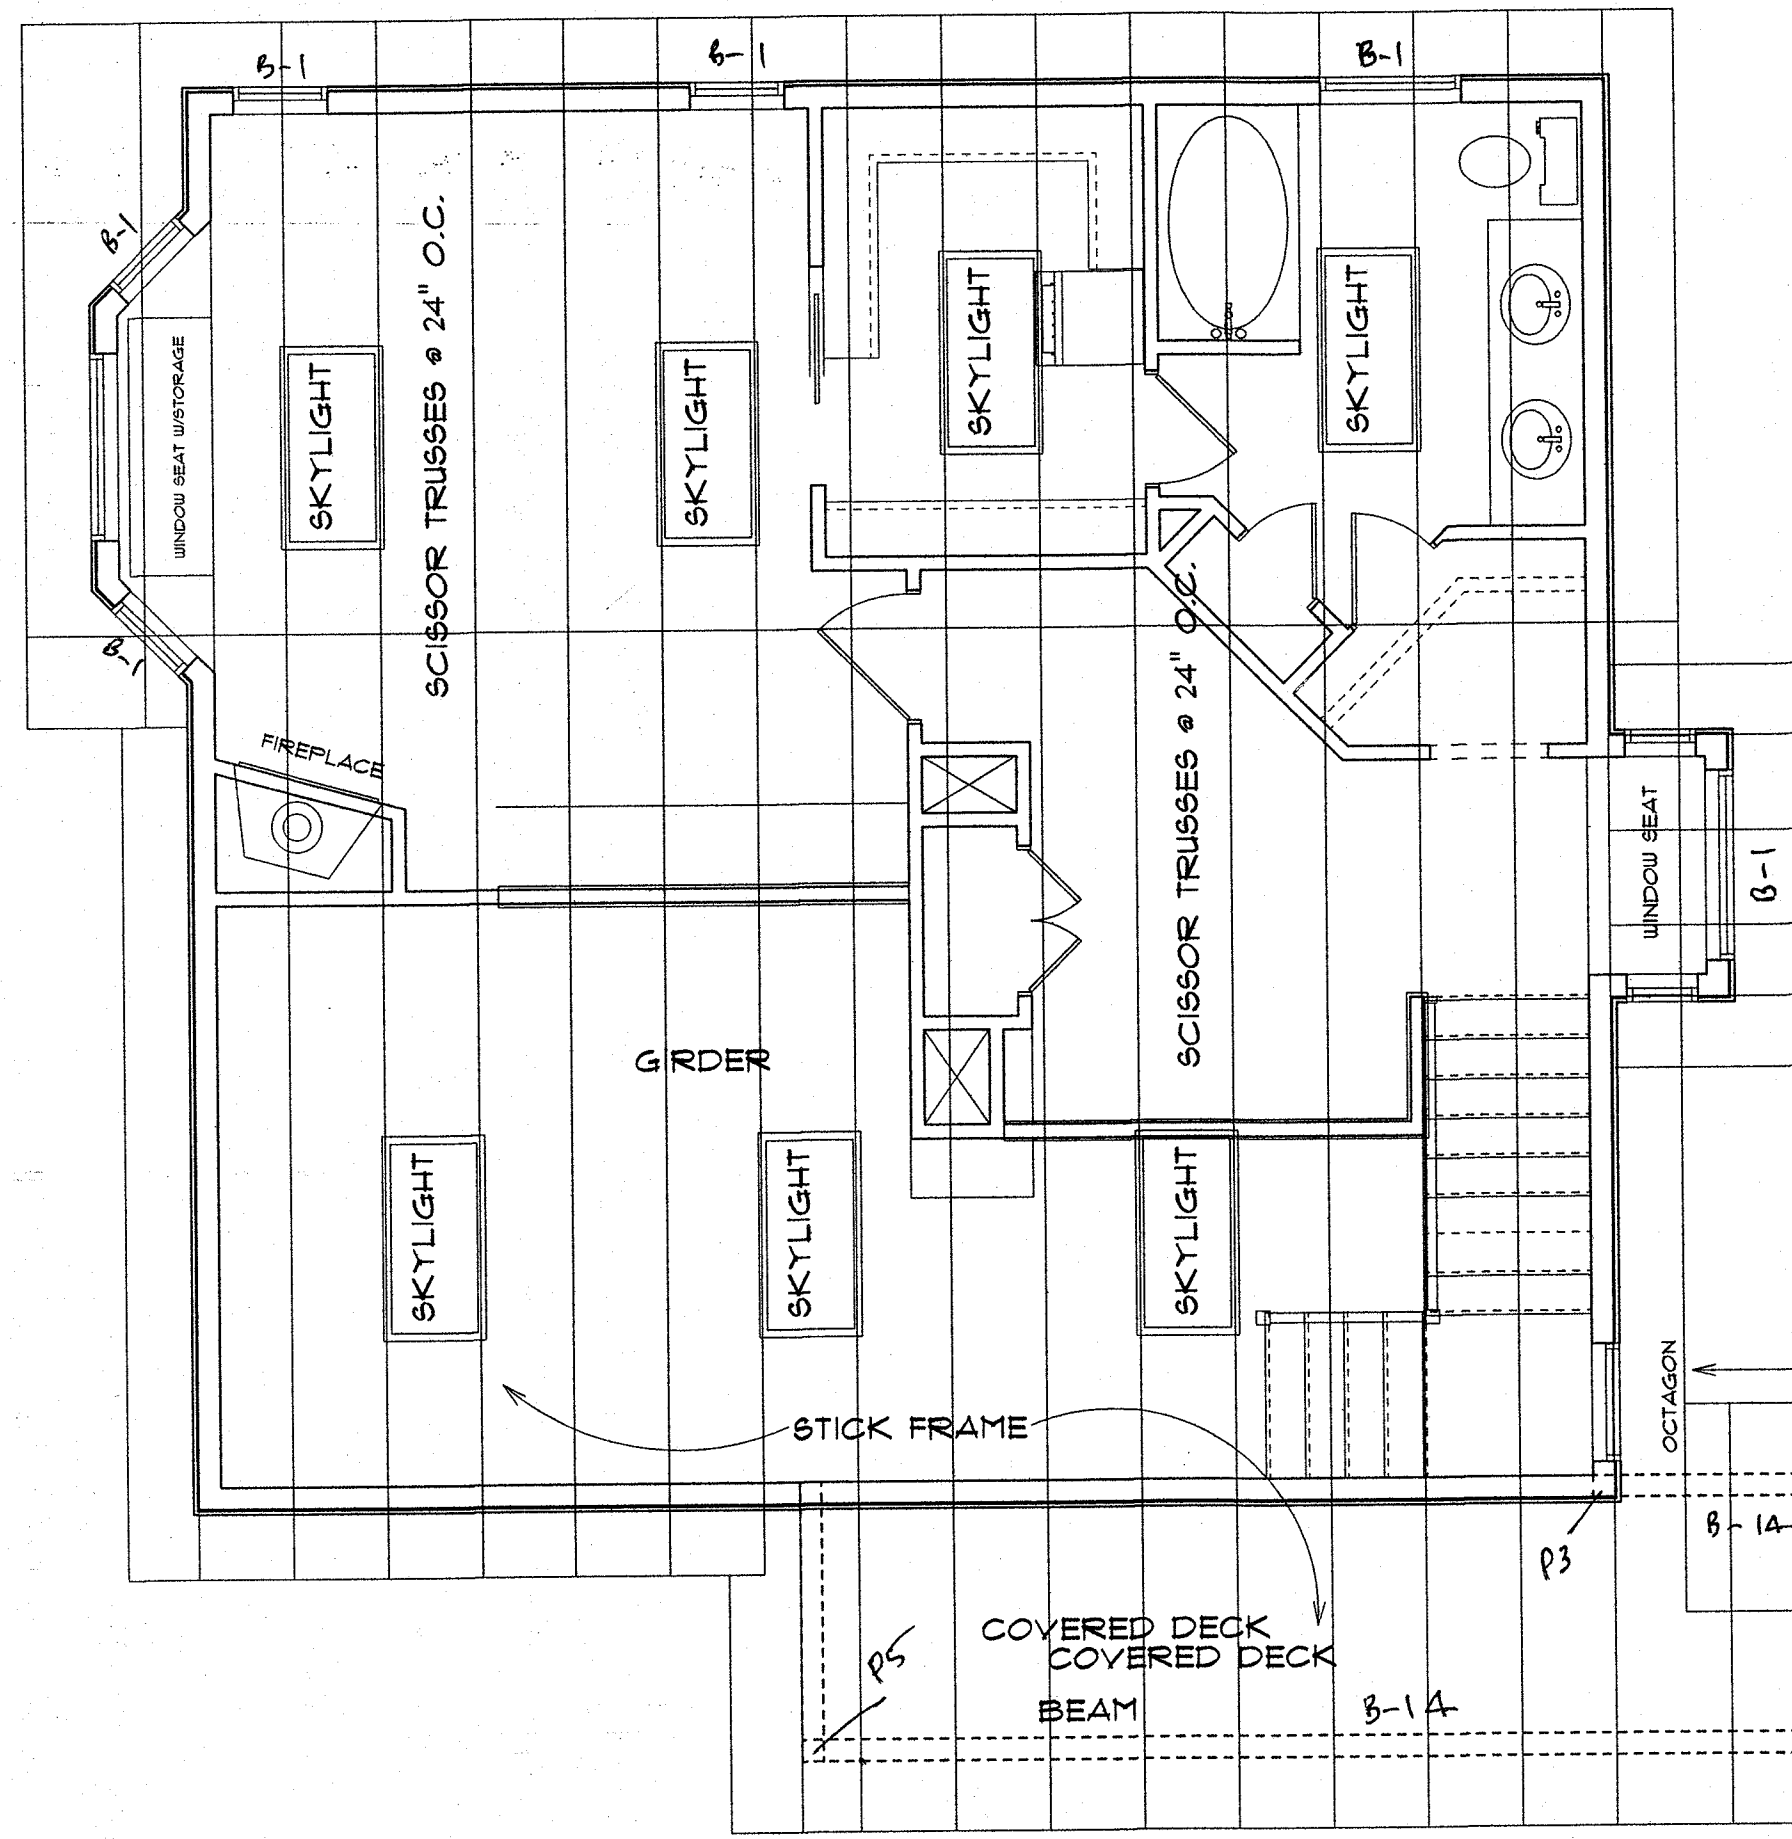 B-1
B-1
B-1
B-1
SCISSOR TRUSSES @ 24" O.C.
SKYLIGHT
SKYLIGHT
SKYLIGHT
SKYLIGHT
WINDOW SEAT W/STORAGE
B-1
SCISSOR TRUSSES @ 24" O.C.
FIREPLACE
WINDOW SEAT
B-1
GIRDER
SKYLIGHT
SKYLIGHT
SKYLIGHT
OCTAGON
STICK FRAME
B-14
P3
COVERED DECK
COVERED DECK
P5
BEAM
B-14